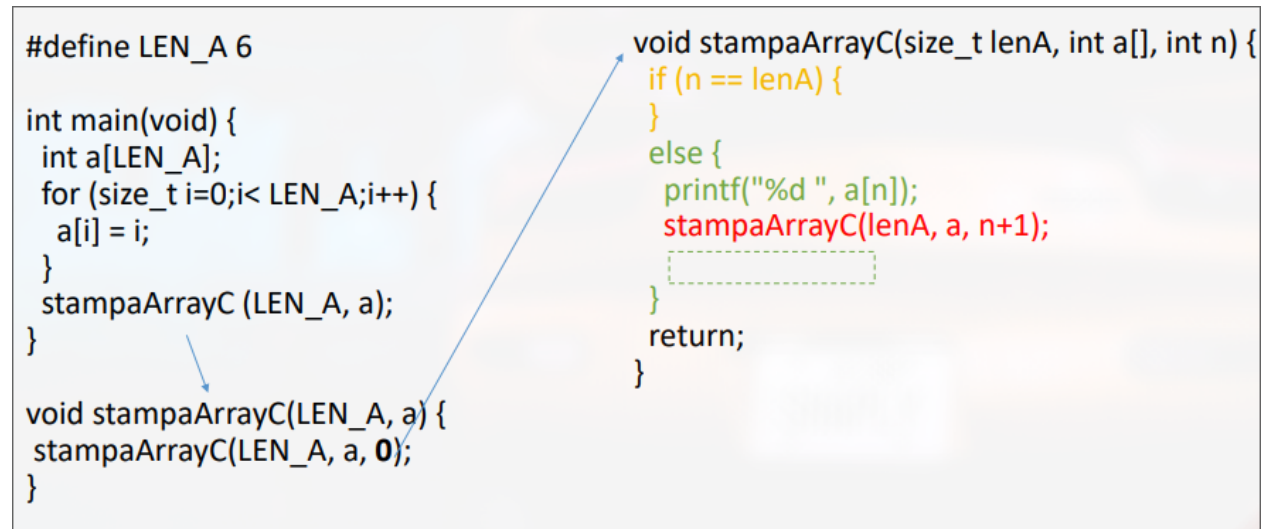 #define LEN_A 6
int main(void) {
int a[LEN_A];
for (size_t i=0;i< LEN_A;i++) {
a[i] = i;
}
stampaArrayC (LEN_A, a);
}
void stampaArrayC(LEN_A, a) {
stampaArrayC(LEN_A, a, 0);
}
void stampaArrayC(size_t lenA, int a[], int n) {
if (n == lenA) {
}
else {
printf("%d ", a[n]);
stampaArrayC(lenA, a, n+1);
}
return;
}